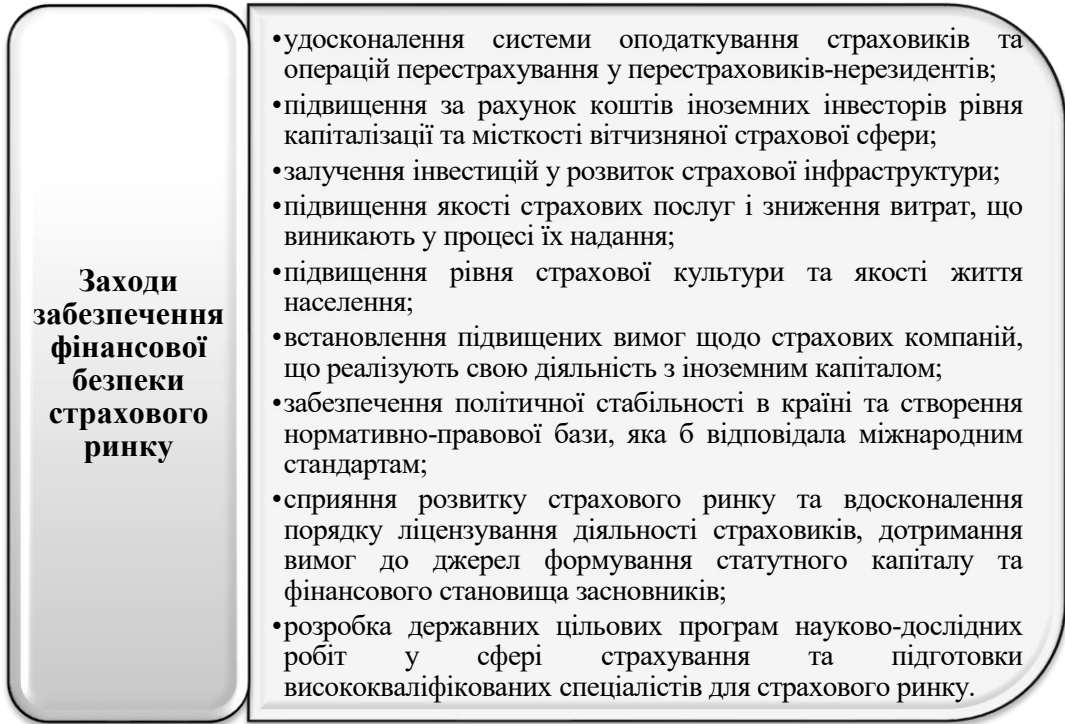 Заходи
забезпечення
фінансової
безпеки
страхового
ринку
•удосконалення системи оподаткування страховиків та
операцій перестрахування у перестраховиків-нерезидентів;
•підвищення за рахунок коштів іноземних інвесторів рівня
капіталізації та місткості вітчизняної страхової сфери;
•залучення інвестицій у розвиток страхової інфраструктури;
•підвищення якості страхових послуг і зниження витрат, що
виникають у процесі їх надання;
•підвищення рівня страхової культури та якості життя
населення;
•встановлення підвищених вимог щодо страхових компаній,
що реалізують свою діяльність з іноземним капіталом;
•забезпечення політичної стабільності в країні та створення
нормативно-правової бази, яка б відповідала міжнародним
стандартам;
•сприяння розвитку страхового ринку та вдосконалення
порядку ліцензування діяльності страховиків, дотримання
вимог до джерел формування статутного капіталу та
фінансового становища засновників;
•розробка державних цільових програм науково-дослідних
робіт у сфері страхування та підготовки
висококваліфікованих спеціалістів для страхового ринку.